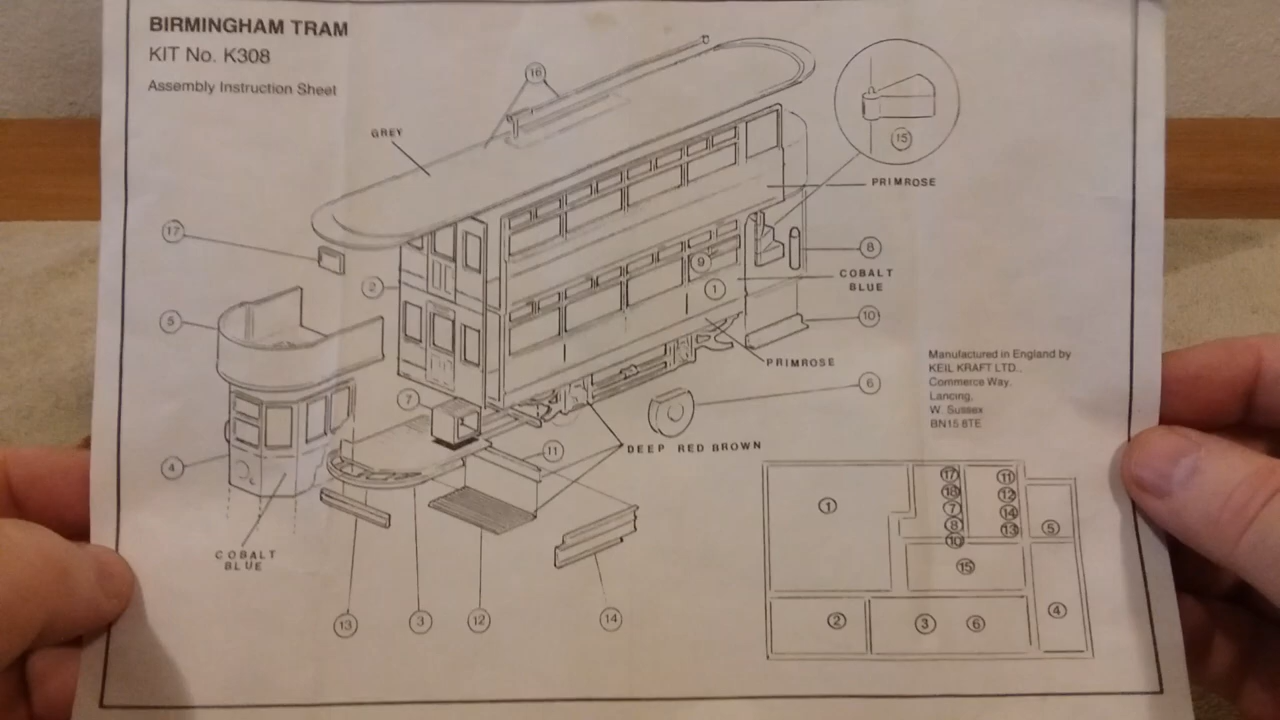 BIRMINGHAM TRAM
KIT No. K308
Assembly Instruction Sheet
16
GREY
15
PRIMROSE
17
8
2
9
COBALT
BLUE
1
5
10
PRIMROSE
Manufactured in England by
KEIL KRAFT LTD.,
Commerce Way,
Lancing,
W. Sussex
BN15 8TE
6
7
DEEP RED BROWN
11
4
COBALT
BLUE
13
3
12
14
1
17
18
7
8
10
11
12
14
13
5
15
2
3
6
4